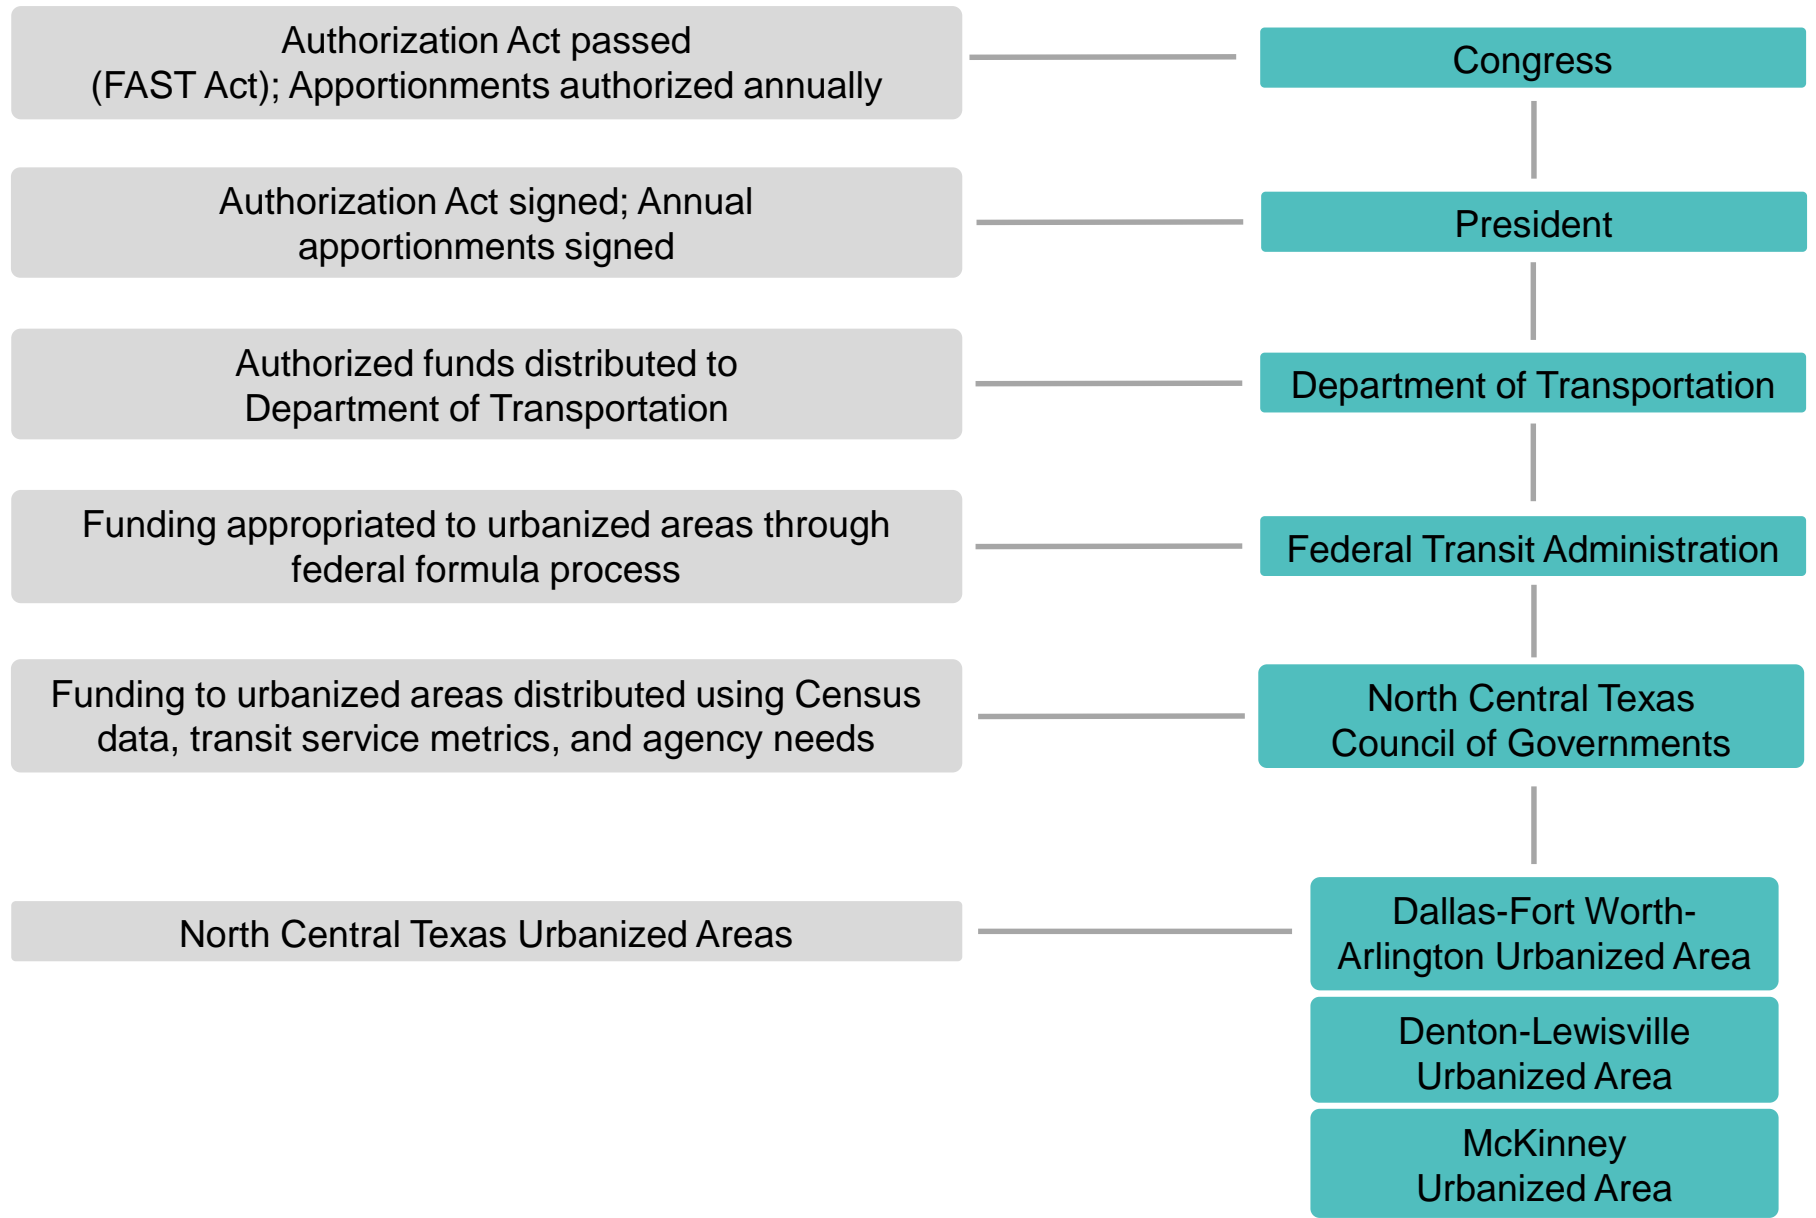 Authorization Act passed
(FAST Act); Apportionments authorized annually
Congress
Authorization Act signed; Annual
apportionments signed
President
Authorized funds distributed to
Department of Transportation
Department of Transportation
Funding appropriated to urbanized areas through
federal formula process
Federal Transit Administration
Funding to urbanized areas distributed using Census
data, transit service metrics, and agency needs
North Central Texas
Council of Governments
North Central Texas Urbanized Areas
Dallas-Fort Worth-
Arlington Urbanized Area
Denton-Lewisville
Urbanized Area
McKinney
Urbanized Area